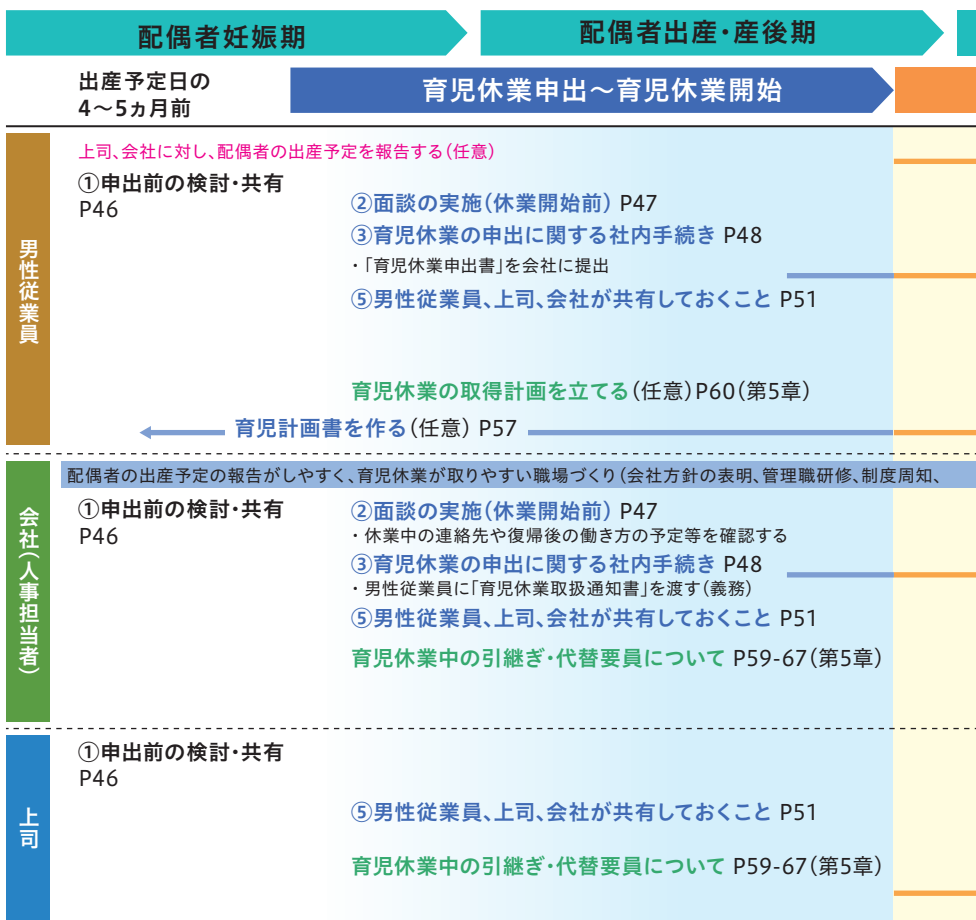 配偶者妊娠期
配偶者出産・産後期
出産予定日の
4～5ヵ月前
育児休業申出～育児休業開始
男性従業員
上司、会社に対し、配偶者の出産予定を報告する(任意)
①申出前の検討・共有
P46
②面談の実施(休業開始前) P47
③育児休業の申出に関する社内手続き P48
・「育児休業申出書」を会社に提出
⑤男性従業員、上司、会社が共有しておくこと P51
育児休業の取得計画を立てる(任意)P60(第5章)
育児計画書を作る(任意) P57
会社(人事担当者)
配偶者の出産予定の報告がしやすく、育児休業が取りやすい職場づくり(会社方針の表明、管理職研修、制度周知、
①申出前の検討・共有
P46
②面談の実施(休業開始前) P47
・休業中の連絡先や復帰後の働き方の予定等を確認する
③育児休業の申出に関する社内手続き P48
・男性従業員に「育児休業取扱通知書」を渡す(義務)
⑤男性従業員、上司、会社が共有しておくこと P51
育児休業中の引継ぎ・代替要員について P59-67(第5章)
上司
①申出前の検討・共有
P46
⑤男性従業員、上司、会社が共有しておくこと P51
育児休業中の引継ぎ・代替要員について P59-67(第5章)